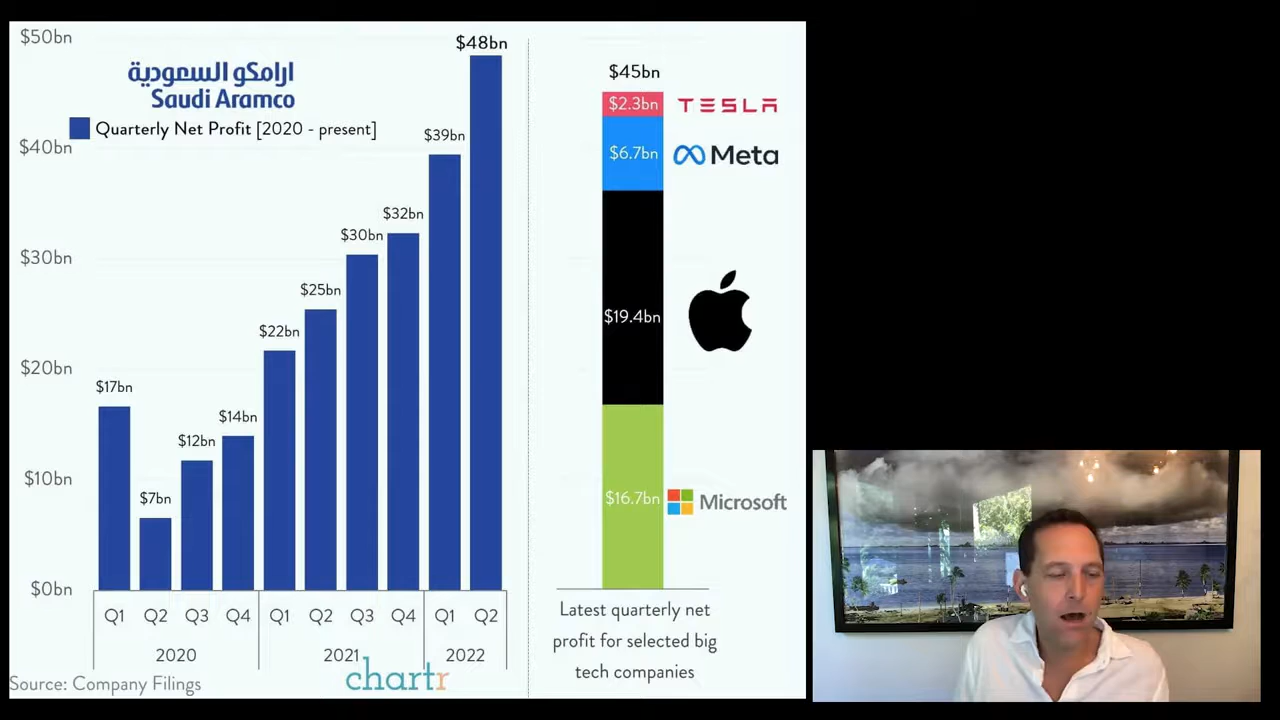 $50bn
$40bn
$30bn
$20bn
$10bn
$0bn
ارامكو السعودية
Saudi Aramco
Quarterly Net Profit [2020 - present]
$17bn
$7bn
$12bn
$14bn
$22bn
$25bn
$30bn
$32bn
$39bn
$48bn
Q1 Q2 Q3 Q4 Q1 Q2 Q3 Q4 Q1 Q2
2020 2021 2022
Source: Company Filings
chartr
$45bn
$2.3bn TESLA
$6.7bn Meta
$19.4bn
$16.7bn Microsoft
Latest quarterly net
profit for selected big
tech companies